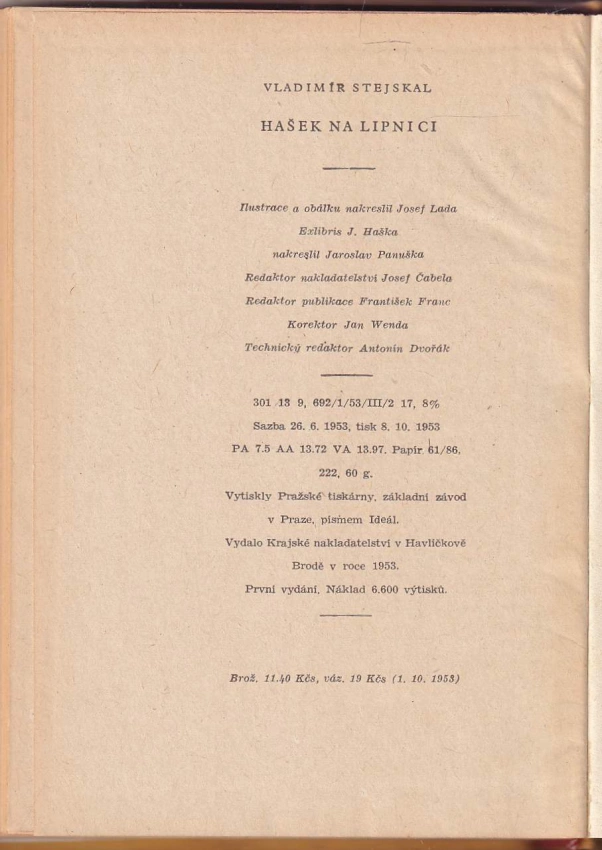 VLADIMÍR STEJSKAL
HAŠEK NA LIPNICI
Ilustrace a obálku nakreslil Josef Lada
Exlibris J. Haška
nakreslil Jaroslav Panuška
Redaktor nakladatelství Josef Čabela
Redaktor publikace František Franc
Korektor Jan Wenda
Technický redaktor Antonín Dvořák
301 13 9, 692/1/53/III/2 17, 8%
Sazba 26. 6. 1953, tisk 8. 10. 1953
PA 7.5 AA 13.72 VA 13.97. Papír 61/86.
222, 60 g.
Vytiskly Pražské tiskárny, základní závod
v Praze, písmem Ideál.
Vydalo Krajské nakladatelství v Havlíčkově
Brodě v roce 1953.
První vydání, Náklad 6.600 výtisků.
Brož. 11.40 Kčs, váz. 19 Kčs (1. 10. 1953)